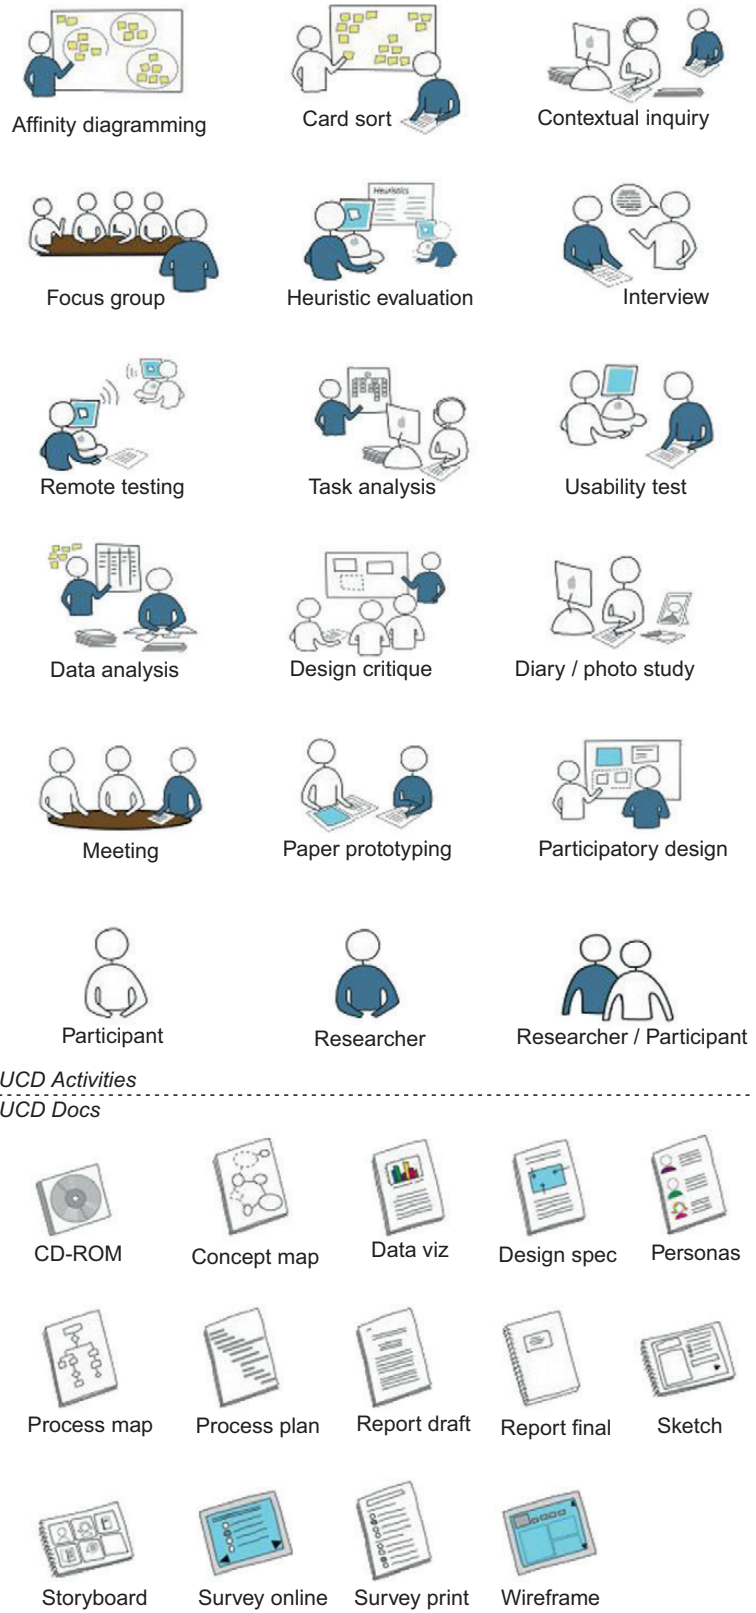 Affinity diagramming
Card sort
Contextual inquiry
Heuristics
Focus group
Heuristic evaluation
Interview
Remote testing
Task analysis
Usability test
Data analysis
Design critique
Diary / photo study
Meeting
Paper prototyping
Participatory design
Participant
Researcher
Researcher / Participant
UCD Activities
UCD Docs
CD-ROM
Concept map
Data viz
Design spec
Personas
Process map
Process plan
Report draft
Report final
Sketch
Storyboard
Survey online
Survey print
Wireframe